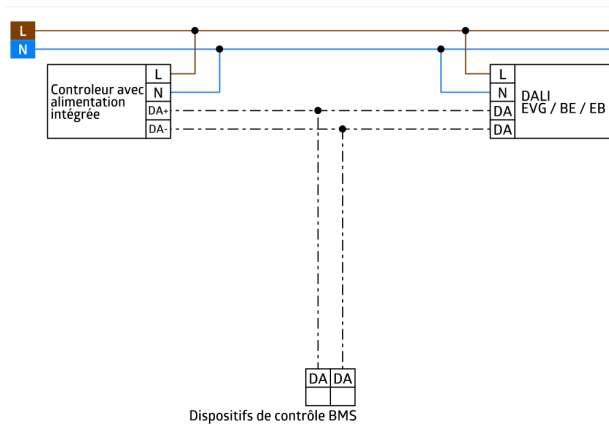 L
N
Controleur avec
alimentation
intégrée
L
N
DA+
DA-
L
N
DA
DA
DALI
EVG / BE / EB
DA DA
Dispositifs de contrôle BMS